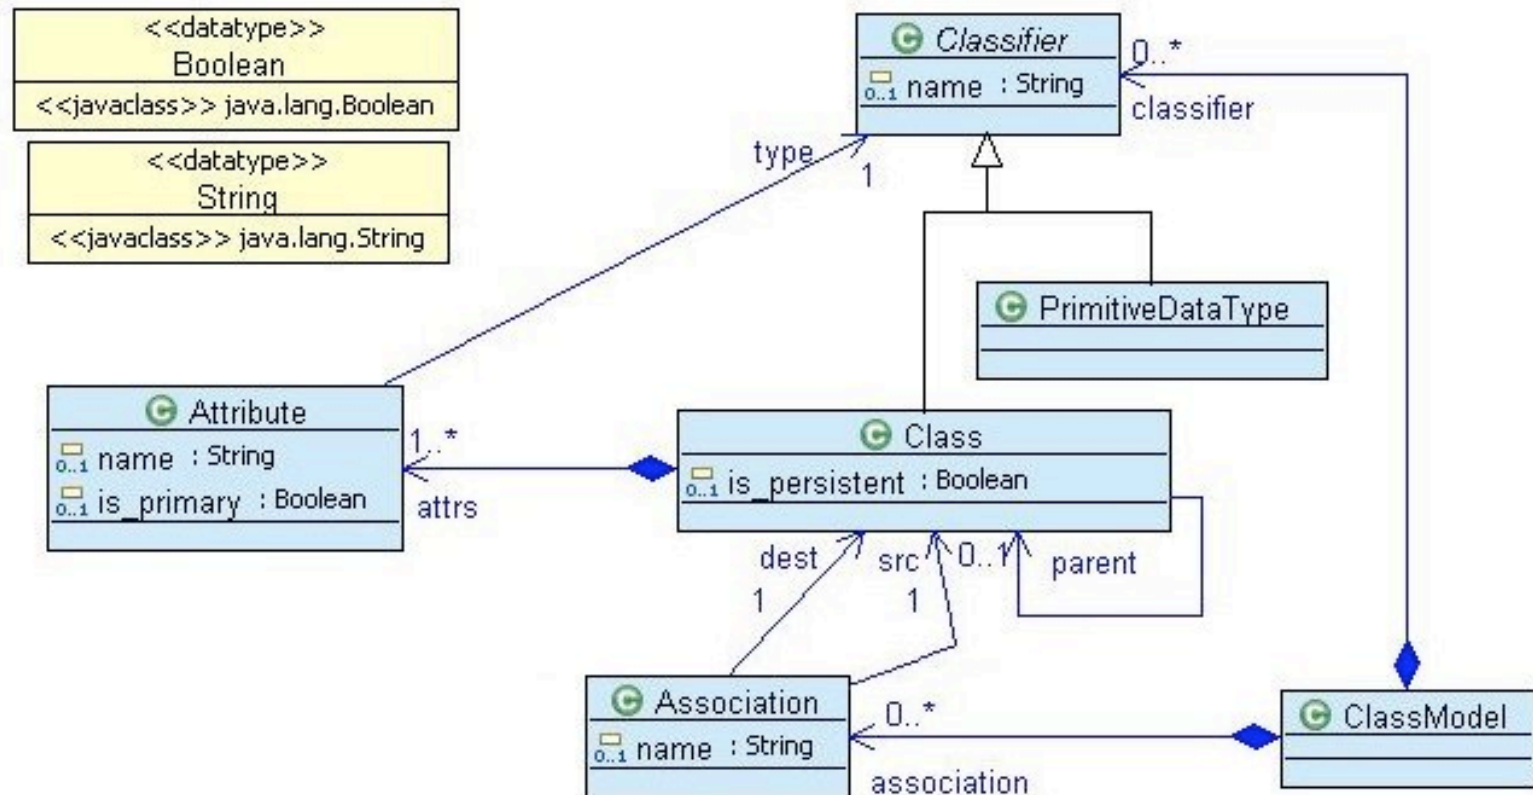 <<datatype>>
Boolean
<<javaclass>> java.lang.Boolean
<<datatype>>
String
<<javaclass>> java.lang.String
C Classifier
0..1 name : String
0..*
classifier
type
1
C PrimitiveDataType
C Attribute
0..1 name : String
0..1 is_primary : Boolean
1..*
attrs
C Class
0..1 is_persistent : Boolean
dest
1
src
1
0..1
parent
C Association
0..1 name : String
0..*
association
C ClassModel